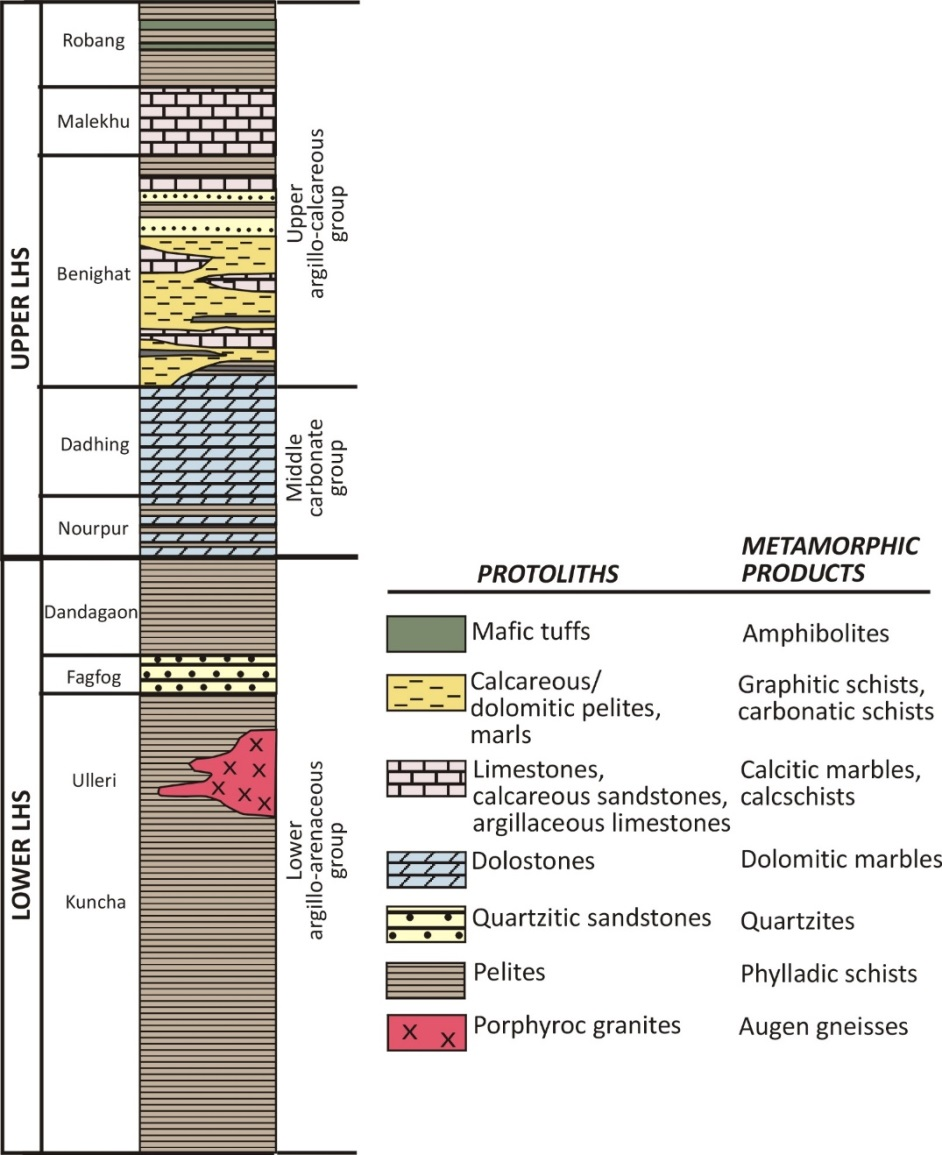 UPPER LHS
Robang
Malekhu
Benighat
Dadhing
Nourpur
Upper
argillo-calcareous
group
Middle
carbonate
group
LOWER LHS
Dandagaon
Fagfog
Ulleri
Kuncha
Lower
argillo-arenaceous
group
PROTOLITHS
METAMORPHIC
PRODUCTS
Mafic tuffs
Amphibolites
Calcareous/
dolomitic pelites,
marls
Graphitic schists,
carbonatic schists
Limestones,
calcareous sandstones,
argillaceous limestones
Calcitic marbles,
calcschists
Dolostones
Dolomitic marbles
Quartzitic sandstones
Quartzites
Pelites
Phylladic schists
Porphyroc granites
Augen gneisses